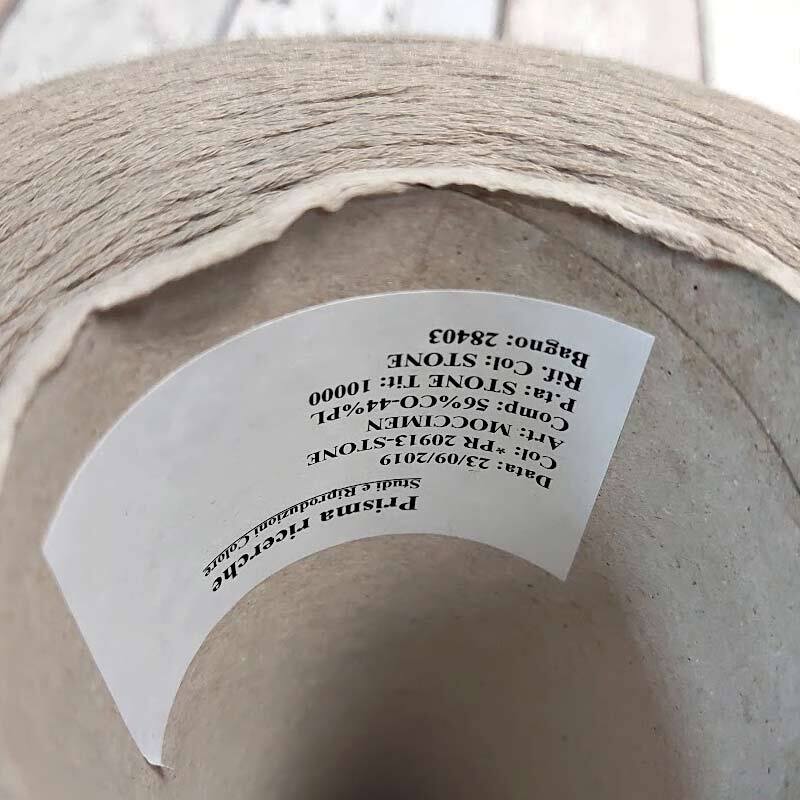 Prisma ricerche
Studi e Riproduzioni Colore
Data: 23/09/2019
Col: *PR 20913-STONE
Art: MOCCIMEN
Comp: 56%CO-44%PL
P.ta: STONE Tit: 10000
Rif. Col: STONE
Bagno: 28403